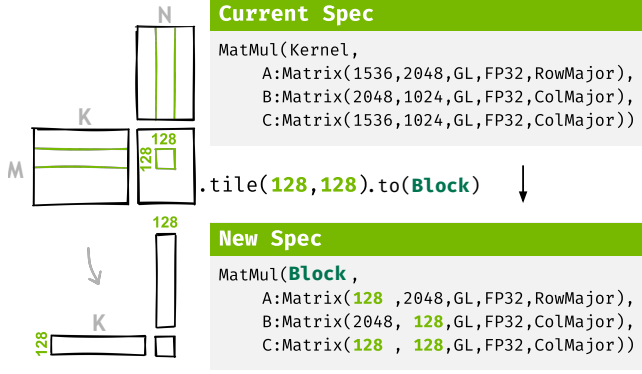 N
K
M
128
128
Current Spec
MatMul(Kernel,
A:Matrix(1536,2048,GL,FP32,RowMajor),
B:Matrix(2048,1024,GL,FP32,ColMajor),
C:Matrix(1536,1024,GL,FP32,ColMajor))
.tile(128,128).to(Block)
128
K
128
New Spec
MatMul(Block ,
A:Matrix(128 ,2048,GL,FP32,RowMajor),
B:Matrix(2048, 128,GL,FP32,ColMajor),
C:Matrix(128 , 128,GL,FP32,ColMajor))